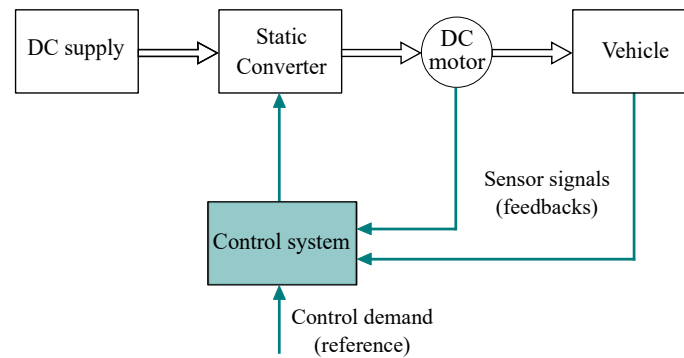 DC supply
Static
Converter
DC
motor
Vehicle
Sensor signals
(feedbacks)
Control system
Control demand
(reference)